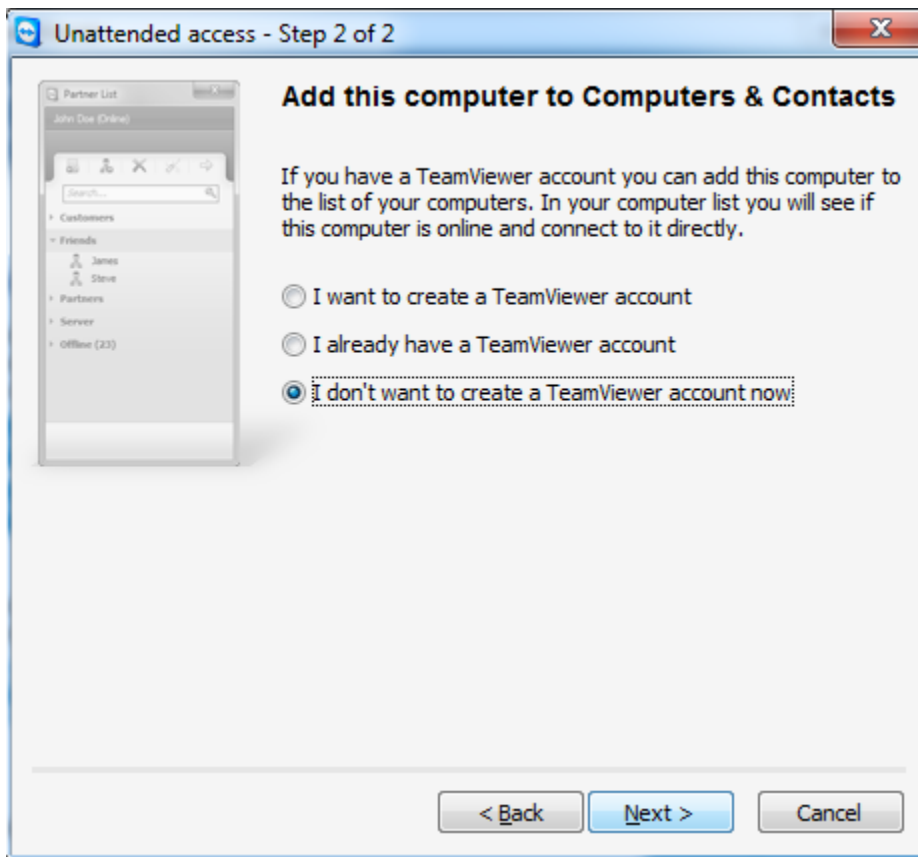 Unattended access - Step 2 of 2
X
Partner List
John Doe (Online)
Search...
Customers
Friends
James
Steve
Partners
Server
Offline (23)
Add this computer to Computers & Contacts
If you have a TeamViewer account you can add this computer to
the list of your computers. In your computer list you will see if
this computer is online and connect to it directly.
I want to create a TeamViewer account
I already have a TeamViewer account
I don't want to create a TeamViewer account now
< Back
Next >
Cancel